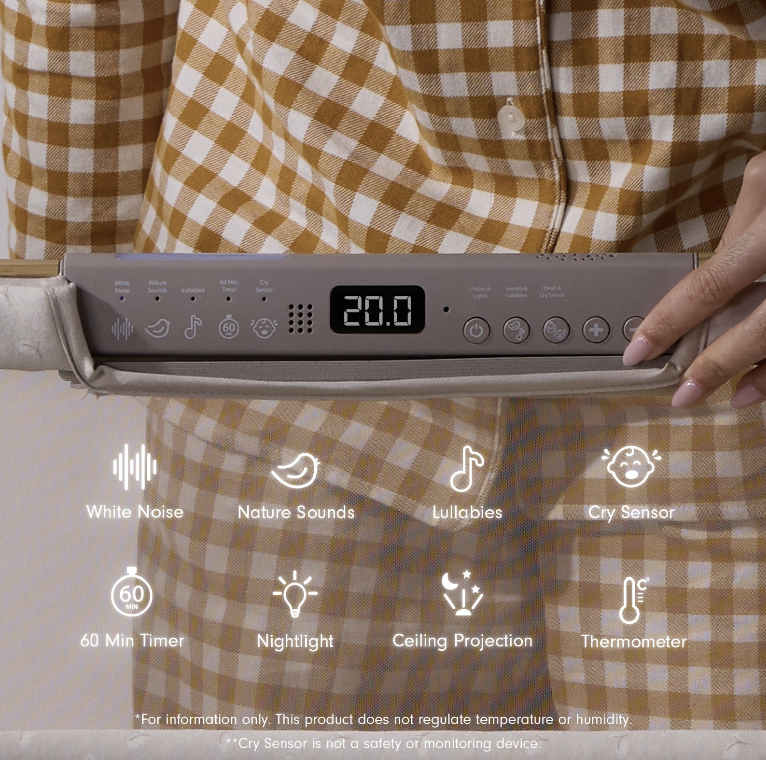 White Noise
Nature Sounds
Lullabies
60 Min Timer
Cry Sensor
60
20.0
Power & Lights
Sounds & Lullabies
Timer & Cry Sensor
White Noise
Nature Sounds
Lullabies
Cry Sensor
60 MIN
C°
60 Min Timer
Nightlight
Ceiling Projection
Thermometer
*For information only. This product does not regulate temperature or humidity.
**Cry Sensor is not a safety or monitoring device.